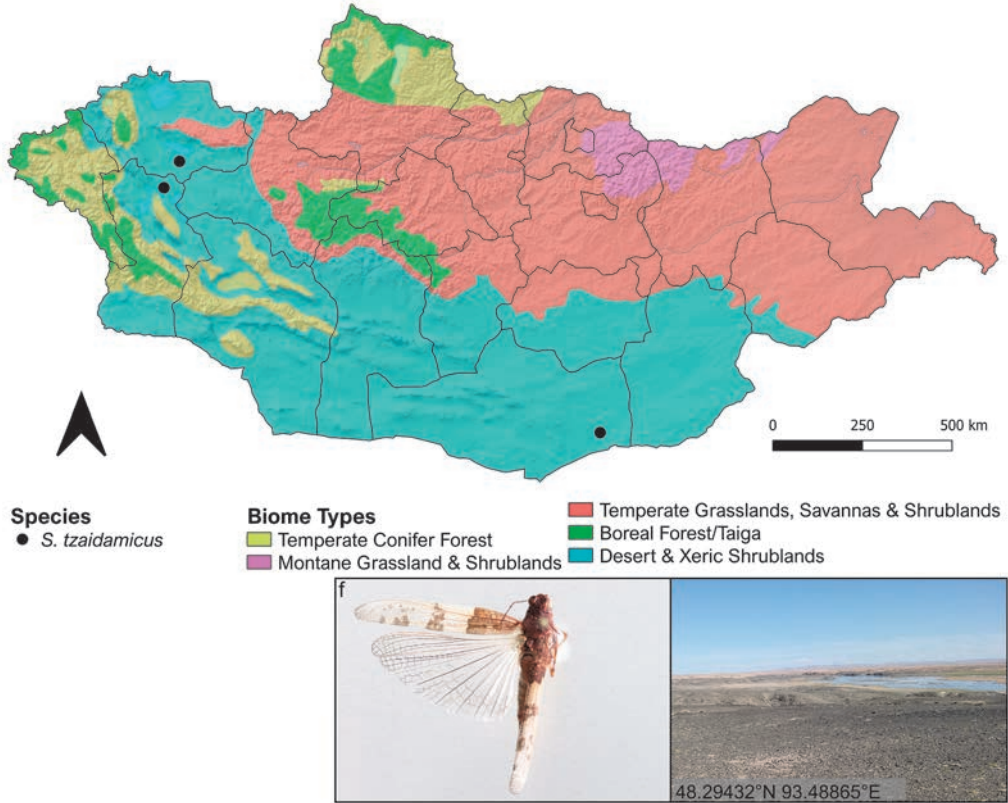 0 250 500 km
Species
S. tzaidamicus
Biome Types
Temperate Conifer Forest
Montane Grassland & Shrublands
Temperate Grasslands, Savannas & Shrublands
Boreal Forest/Taiga
Desert & Xeric Shrublands
f
48.29432°N 93.48865°E